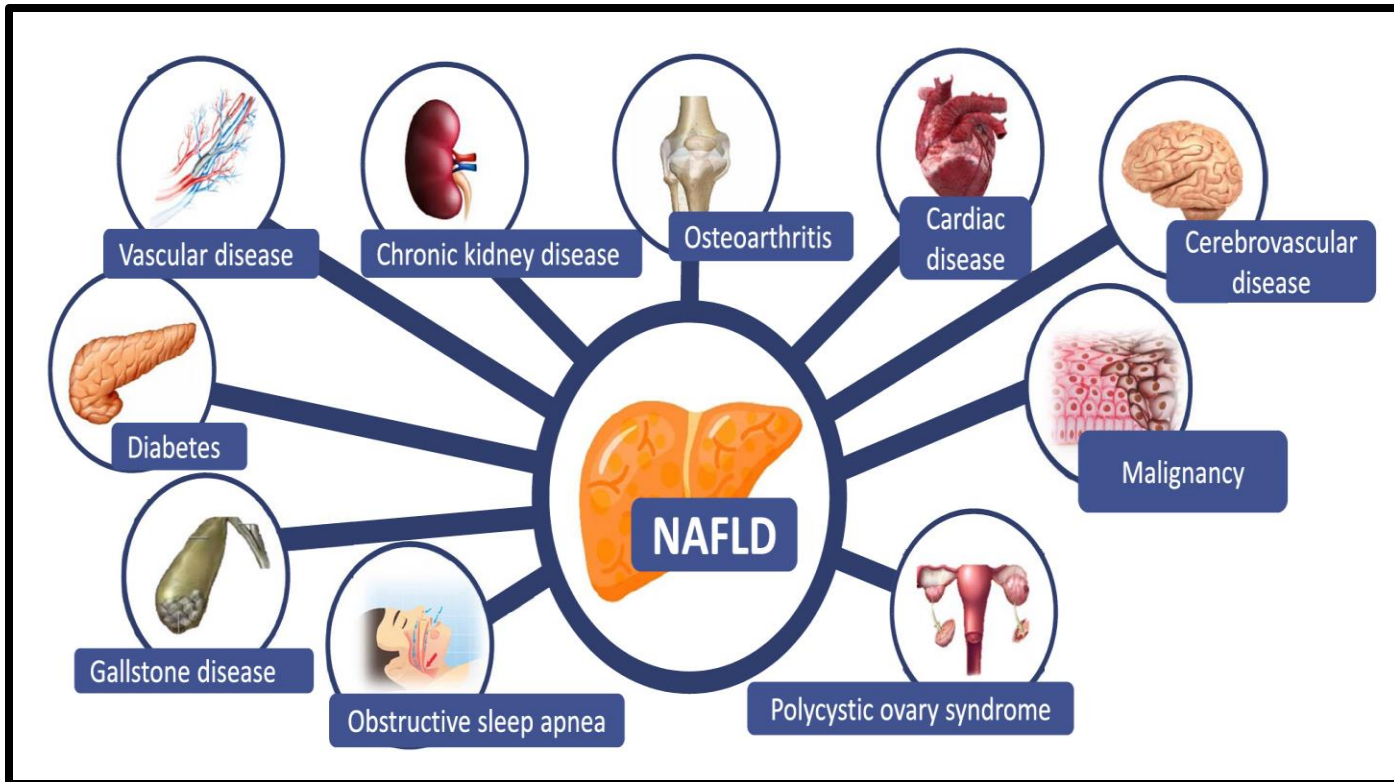 Vascular disease
Chronic kidney disease
Osteoarthritis
Cardiac
disease
Cerebrovascular
disease
Diabetes
Malignancy
NAFLD
Gallstone disease
Obstructive sleep apnea
Polycystic ovary syndrome